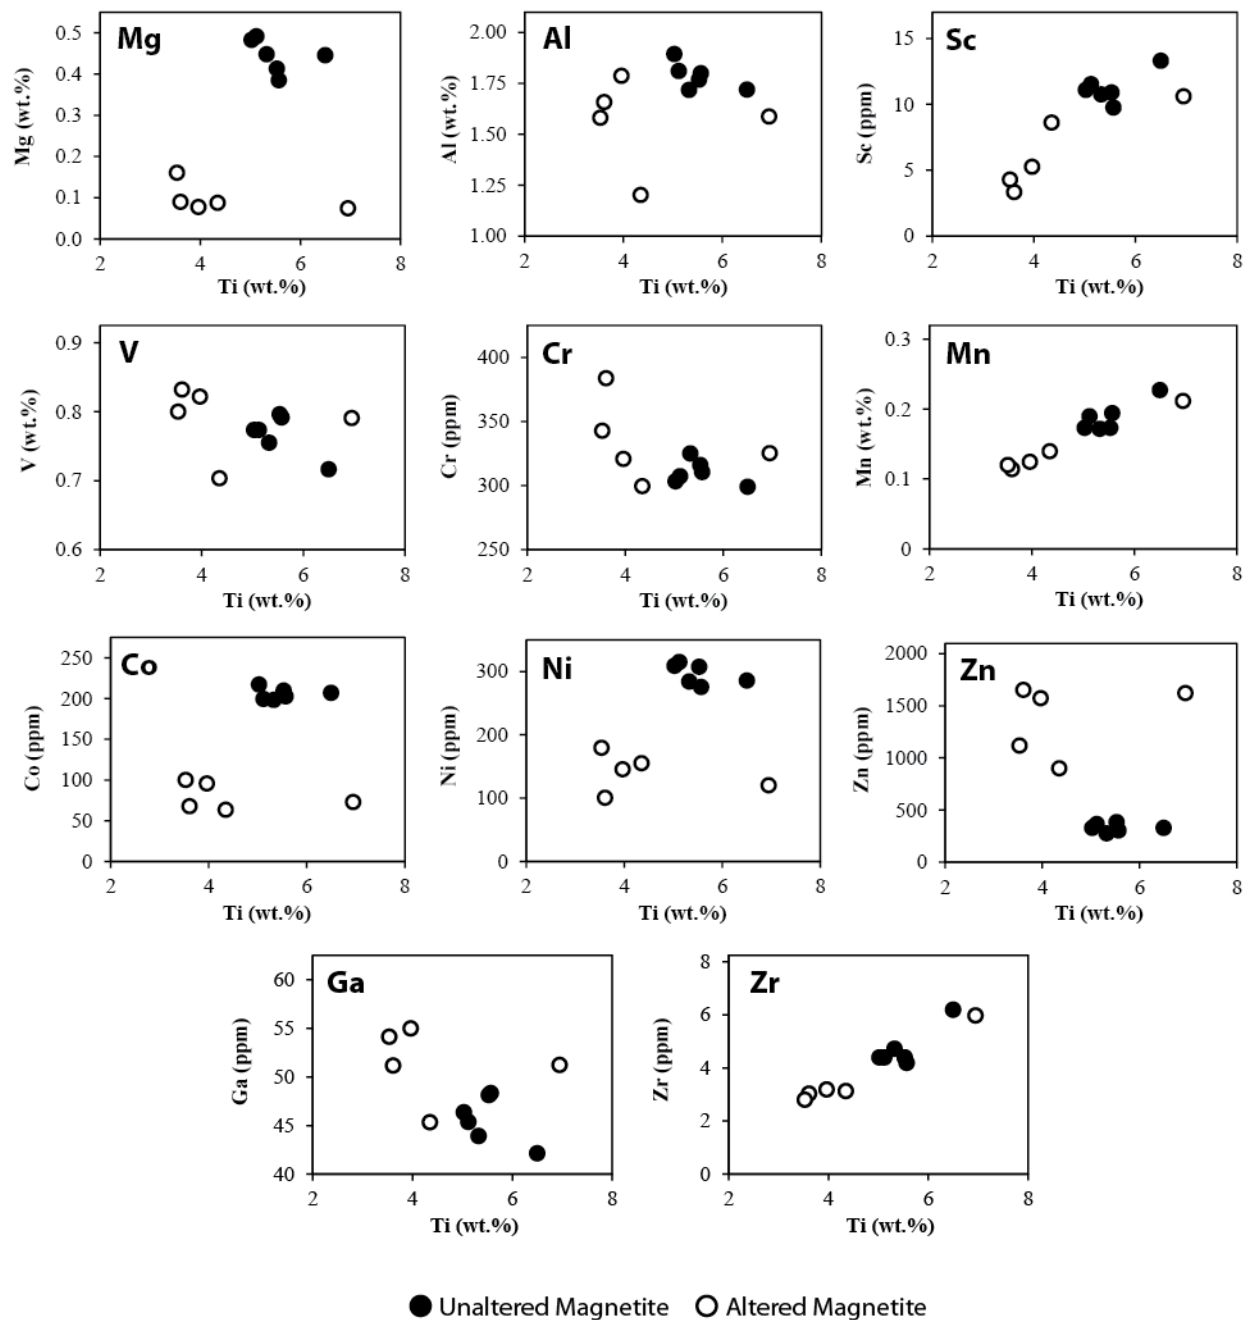 Mg
Mg (wt.%)
0.5
0.4
0.3
0.2
0.1
0.0
2 4 6 8
Ti (wt.%)
Al
Al (wt.%)
2.00
1.75
1.50
1.25
1.00
2 4 6 8
Ti (wt.%)
Sc
Sc (ppm)
15
10
5
0
2 4 6 8
Ti (wt.%)
V
V (wt.%)
0.9
0.8
0.7
0.6
2 4 6 8
Ti (wt.%)
Cr
Cr (ppm)
400
350
300
250
2 4 6 8
Ti (wt.%)
Mn
Mn (wt.%)
0.3
0.2
0.1
0
2 4 6 8
Ti (wt.%)
Co
Co (ppm)
250
200
150
100
50
0
2 4 6 8
Ti (wt.%)
Ni
Ni (ppm)
300
200
100
0
2 4 6 8
Ti (wt.%)
Zn
Zn (ppm)
2000
1500
1000
500
0
2 4 6 8
Ti (wt.%)
Ga
Ga (ppm)
60
55
50
45
40
2 4 6 8
Ti (wt.%)
Zr
Zr (ppm)
8
6
4
2
0
2 4 6 8
Ti (wt.%)
Unaltered Magnetite Altered Magnetite